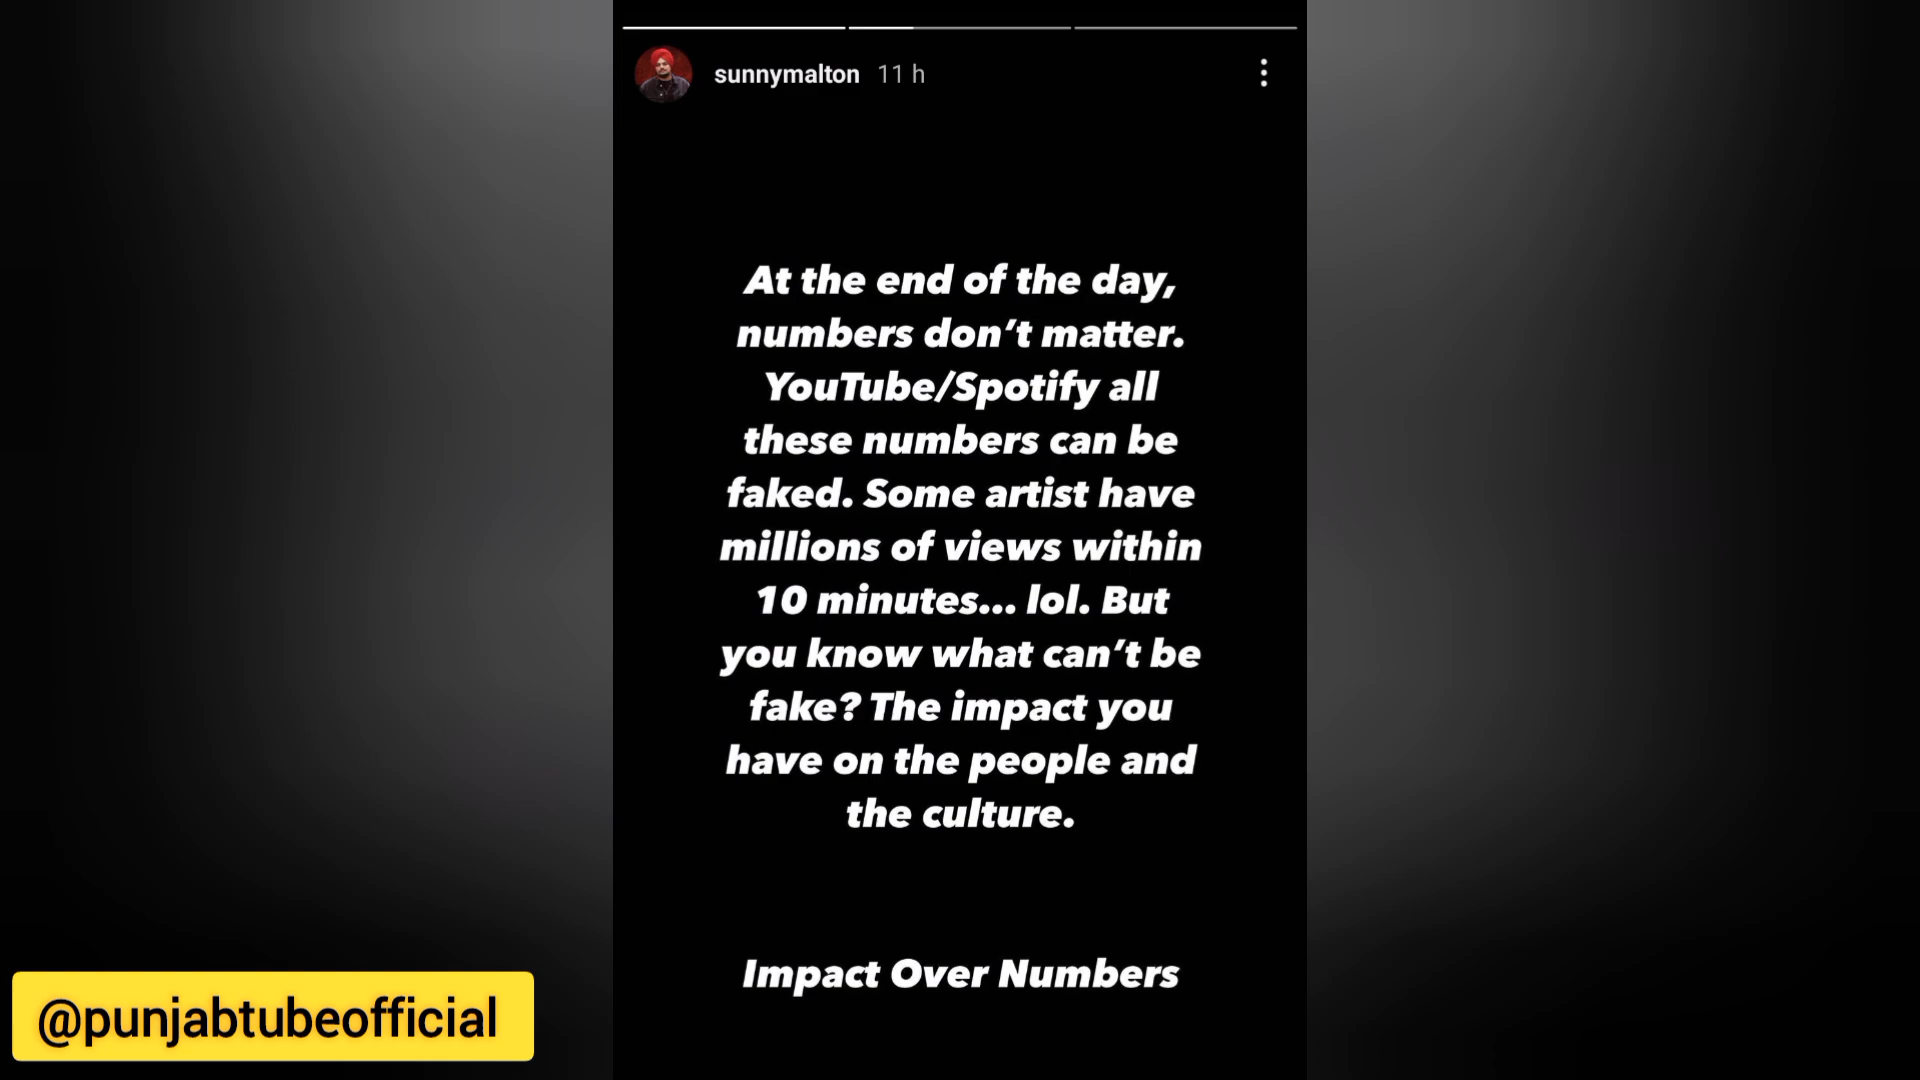 sunnymalton 11 h
At the end of the day,
numbers don't matter.
YouTube/Spotify all
these numbers can be
faked. Some artist have
millions of views within
10 minutes... lol. But
you know what can't be
fake? The impact you
have on the people and
the culture.
Impact Over Numbers
@punjabtubeofficial